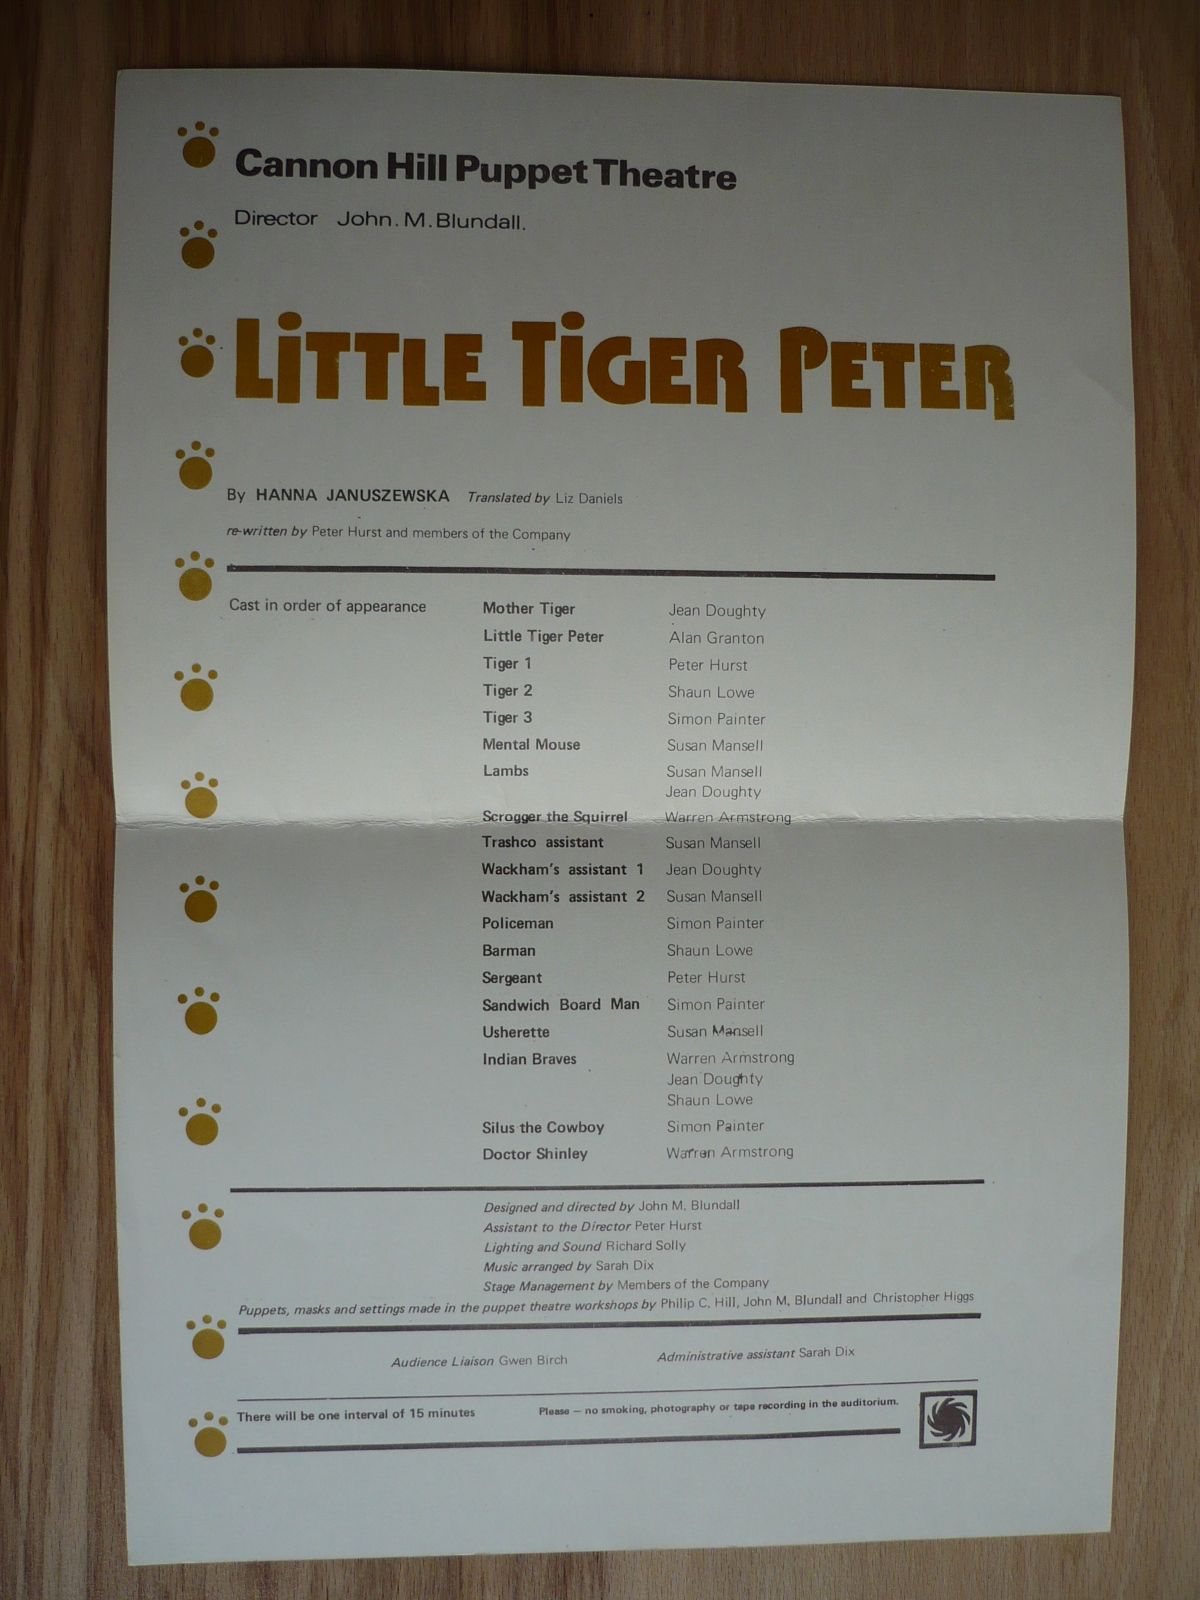 Cannon Hill Puppet Theatre
Director John. M. Blundall.
LiTTLE TiGER PETER
By HANNA JANUSZEWSKA Translated by Liz Daniels
re-written by Peter Hurst and members of the Company
Cast in order of appearance Mother Tiger Jean Doughty
Little Tiger Peter Alan Granton
Tiger 1 Peter Hurst
Tiger 2 Shaun Lowe
Tiger 3 Simon Painter
Mental Mouse Susan Mansell
Lambs Susan Mansell
Jean Doughty
Scrogger the Squirrel Warren Armstrong
Trashco assistant Susan Mansell
Wackham's assistant 1 Jean Doughty
Wackham's assistant 2 Susan Mansell
Policeman Simon Painter
Barman Shaun Lowe
Sergeant Peter Hurst
Sandwich Board Man Simon Painter
Usherette Susan Mansell
Indian Braves Warren Armstrong
Jean Doughty
Shaun Lowe
Silus the Cowboy Simon Painter
Doctor Shinley Warren Armstrong
Designed and directed by John M. Blundall
Assistant to the Director Peter Hurst
Lighting and Sound Richard Solly
Music arranged by Sarah Dix
Stage Management by Members of the Company
Puppets, masks and settings made in the puppet theatre workshops by Philip C. Hill, John M. Blundall and Christopher Higgs
Audience Liaison Gwen Birch Administrative assistant Sarah Dix
There will be one interval of 15 minutes Please – no smoking, photography or tape recording in the auditorium.